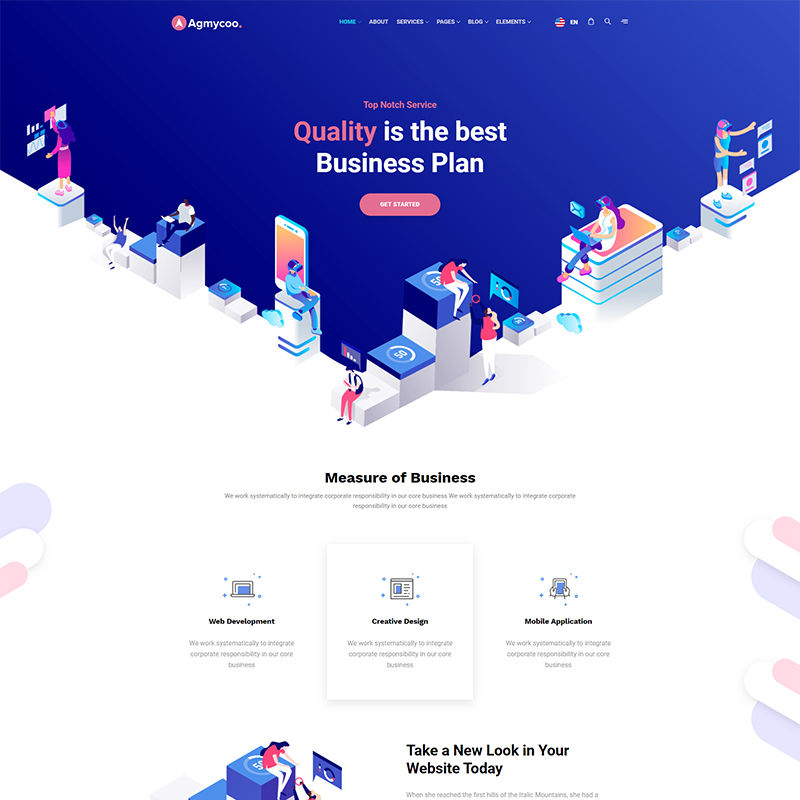 Agmycoo.
HOME ABOUT SERVICES PAGES BLOG ELEMENTS EN
Top Notch Service
Quality is the best
Business Plan
GET STARTED
50
50
Measure of Business
We work systematically to integrate corporate responsibility in our core business We work systematically to integrate corporate
responsibility in our core business
Web Development
We work systematically to integrate
corporate responsibility in our core
business
Creative Design
We work systematically to integrate
corporate responsibility in our core
business
Mobile Application
We work systematically to integrate
corporate responsibility in our core
business
50
Take a New Look in Your
Website Today
When she reached the first hills of the Italic Mountains, she had a